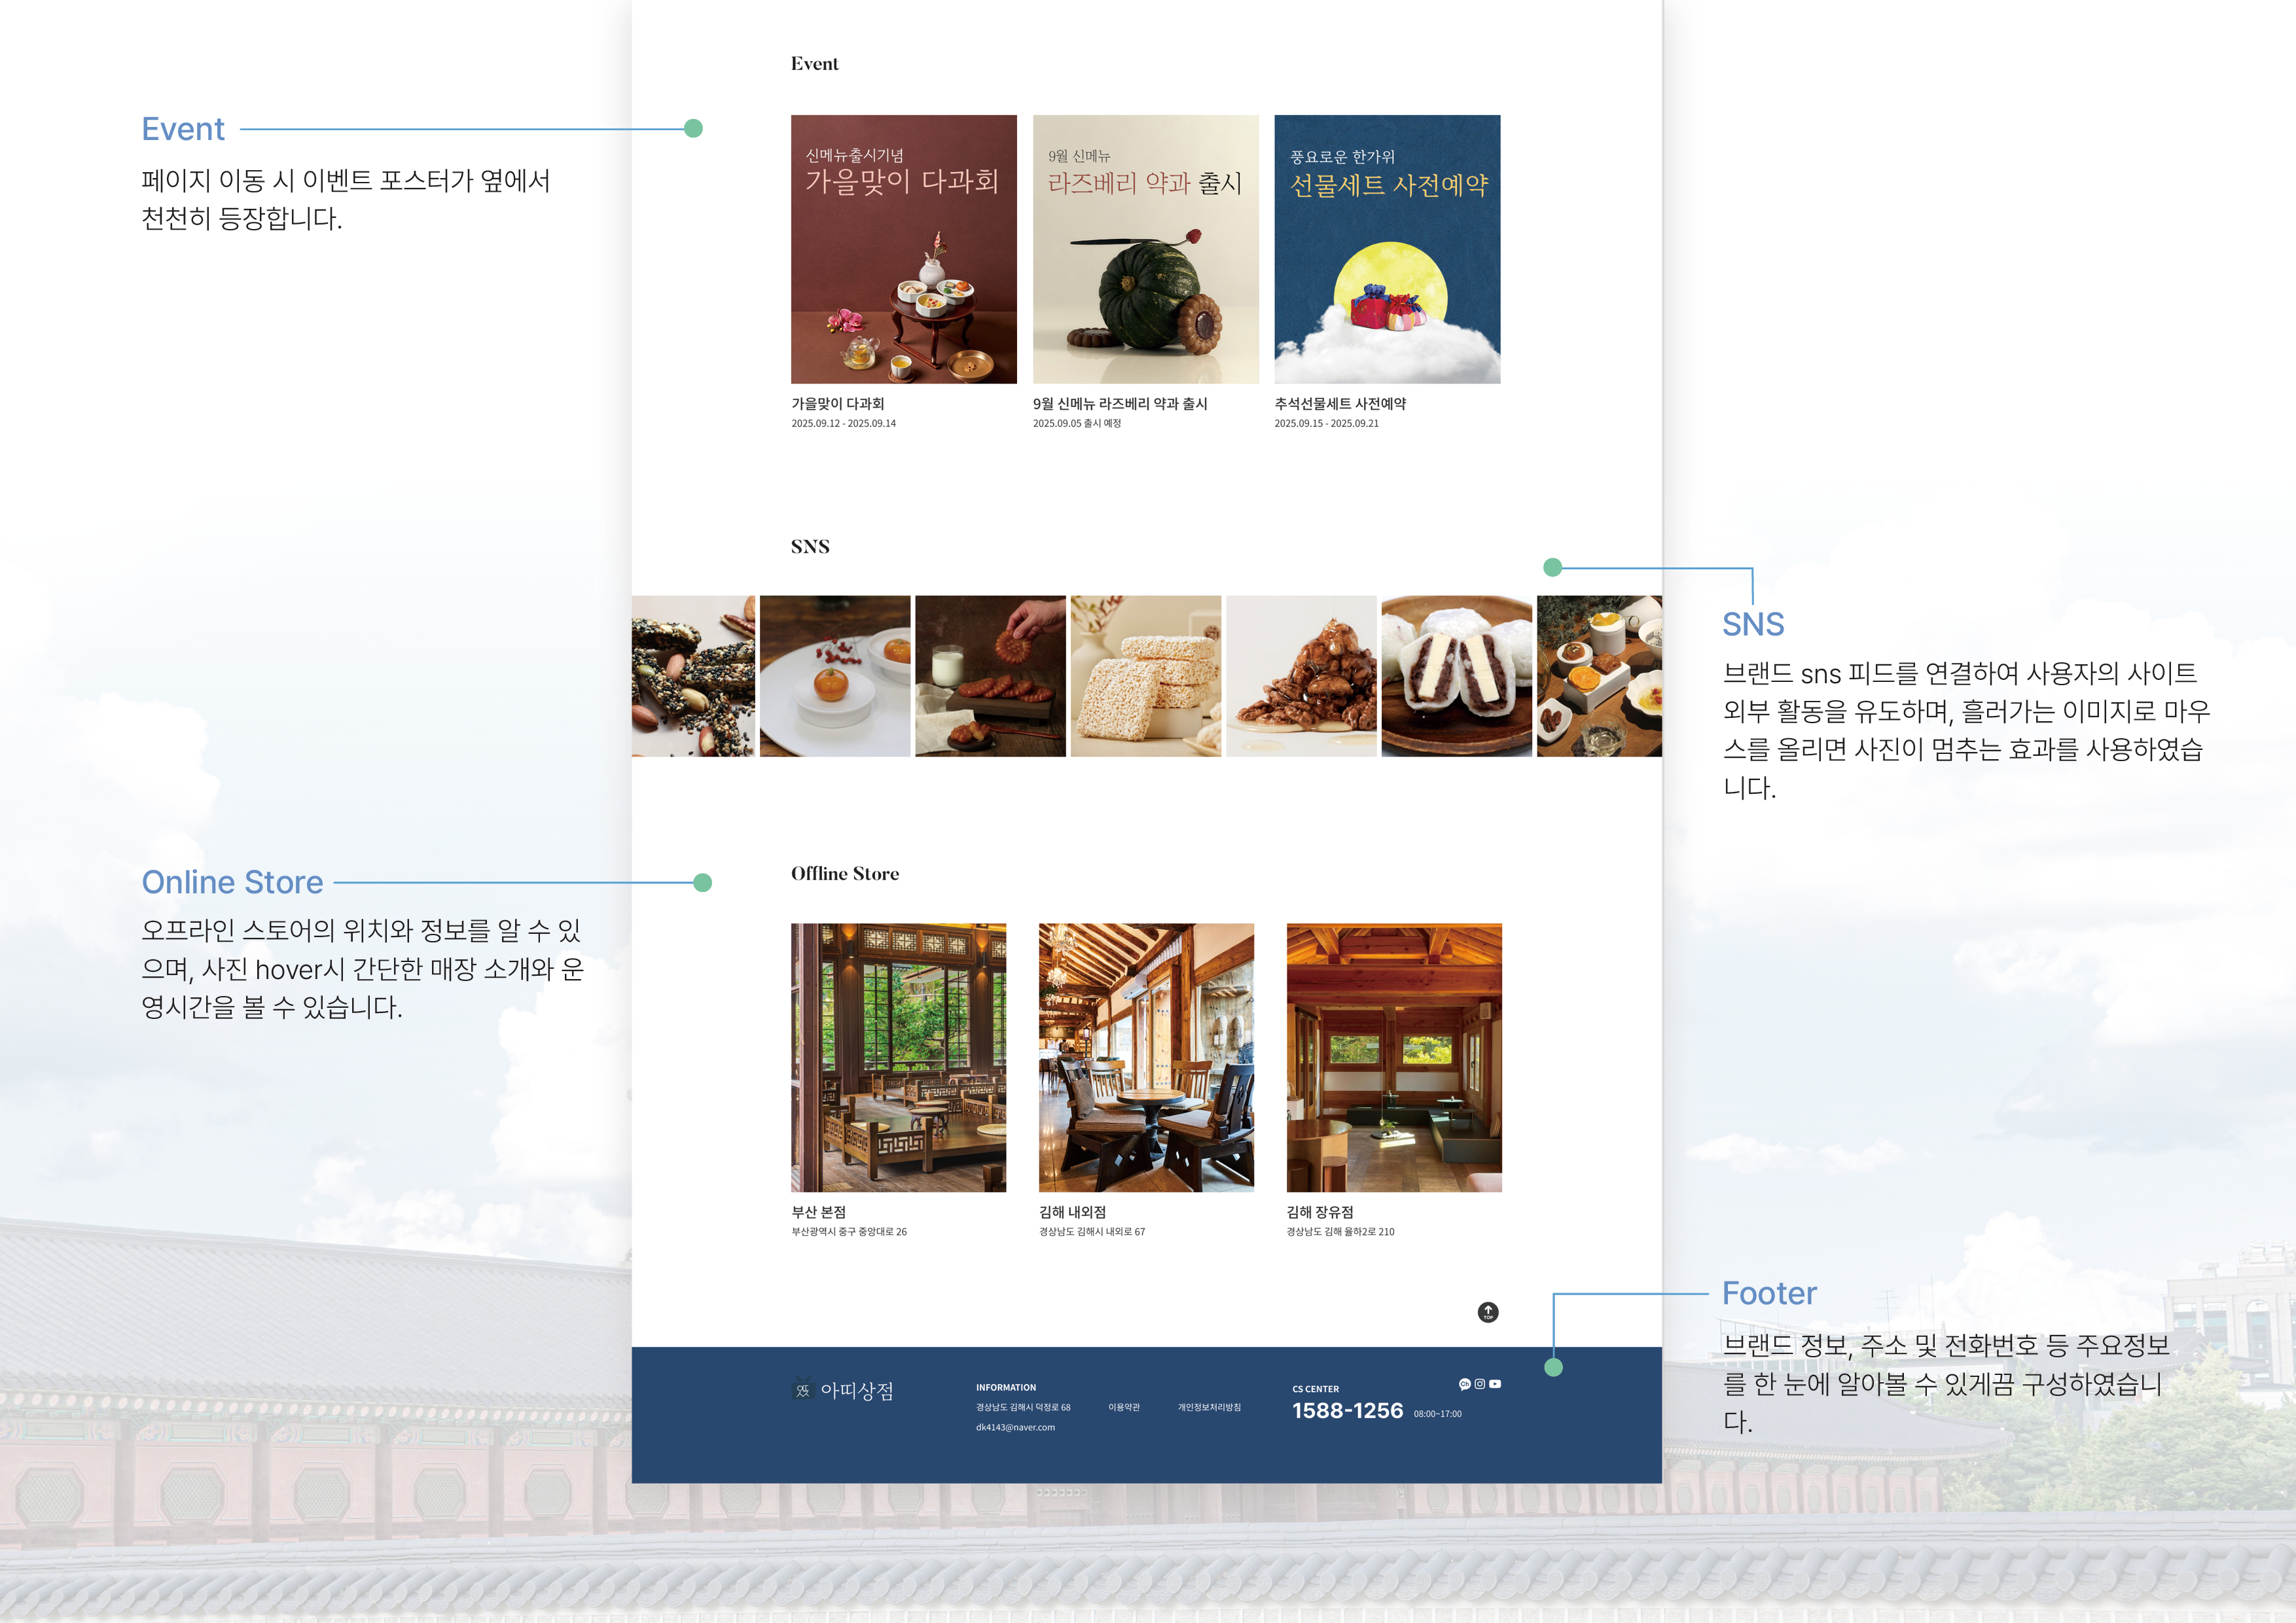 Event
페이지 이동 시 이벤트 포스터가 옆에서
천천히 등장합니다.
Event
신메뉴출시기념
가을맞이 다과회
9월 신메뉴
라즈베리 약과 출시
풍요로운 한가위
선물세트 사전예약
가을맞이 다과회
2025.09.12 - 2025.09.14
9월 신메뉴 라즈베리 약과 출시
2025.09.05 출시 예정
추석선물세트 사전예약
2025.09.15 - 2025.09.21
SNS
SNS
브랜드 sns 피드를 연결하여 사용자의 사이트
외부 활동을 유도하며, 흘러가는 이미지로 마우
스를 올리면 사진이 멈추는 효과를 사용하였습
니다.
Online Store
오프라인 스토어의 위치와 정보를 알 수 있
으며, 사진 hover시 간단한 매장 소개와 운
영시간을 볼 수 있습니다.
Offline Store
부산 본점
부산광역시 중구 중앙대로 26
김해 내외점
경상남도 김해시 내외로 67
김해 장유점
경상남도 김해 율하2로 210
TOP
Footer
브랜드 정보, 주소 및 전화번호 등 주요정보
를 한 눈에 알아볼 수 있게끔 구성하였습니
다.
아띠상점
INFORMATION
경상남도 김해시 덕정로 68
이용약관
개인정보처리방침
dk4143@naver.com
CS CENTER
1588-1256
08:00~17:00
Ch